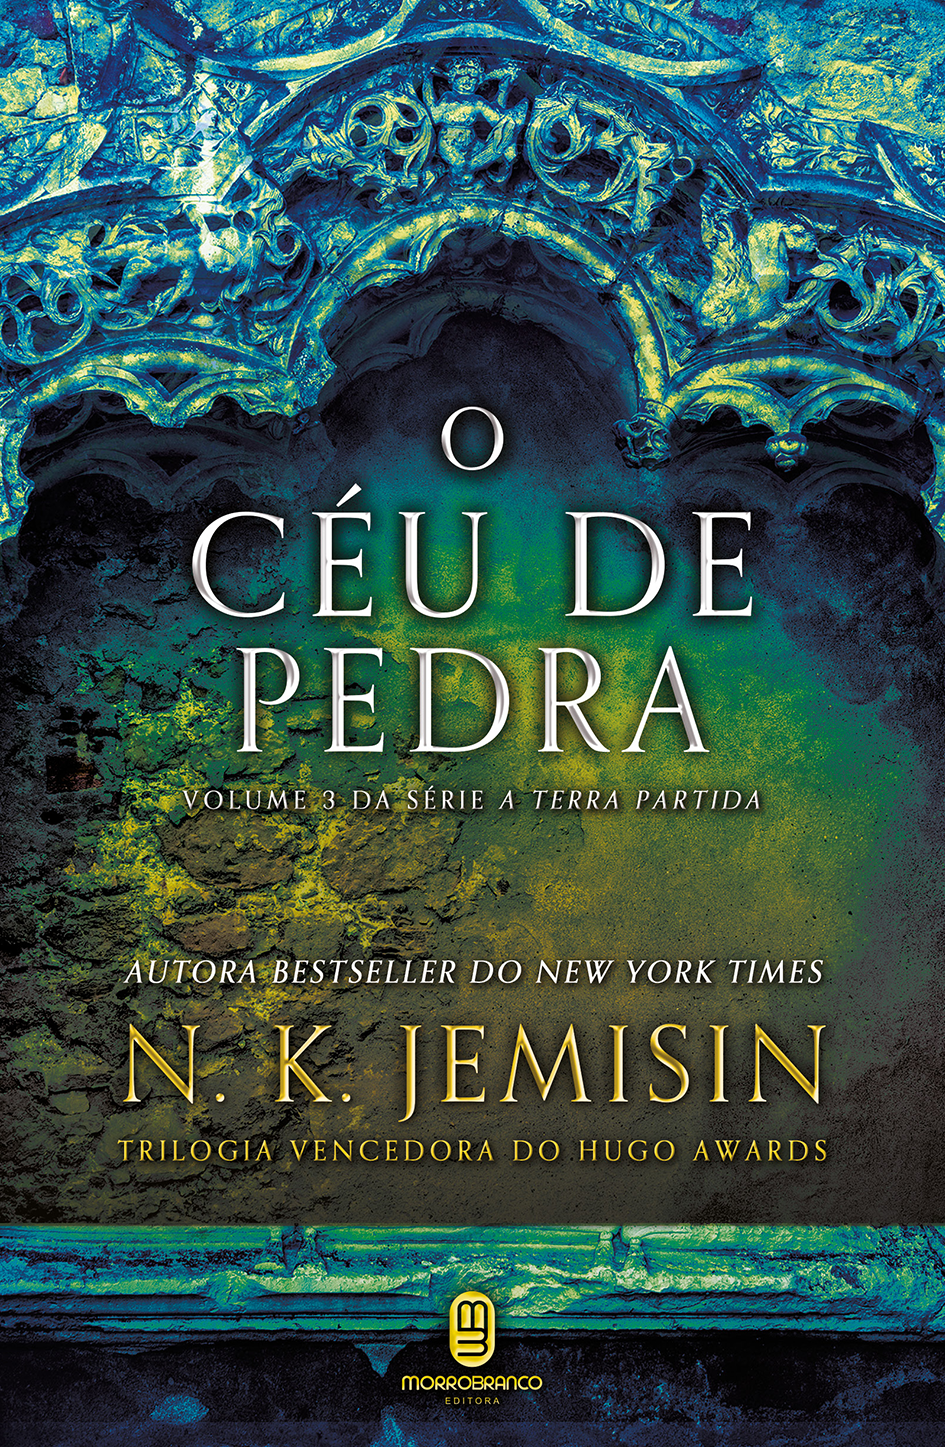 O
CÉU DE
PEDRA
VOLUME 3 DA SÉRIE A TERRA PARTIDA
AUTORA BESTSELLER DO NEW YORK TIMES
N. K. JEMISIN
TRILOGIA VENCEDORA DO HUGO AWARDS
MORROBRANCO
EDITORA